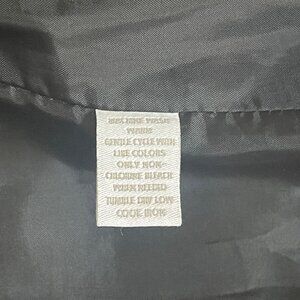 MACHINE WASH
WARM
GENTLE CYCLE WITH
LIKE COLORS
ONLY NON-
CHLORINE BLEACH
WHEN NEEDED
TUMBLE DRY LOW
COOL IRON